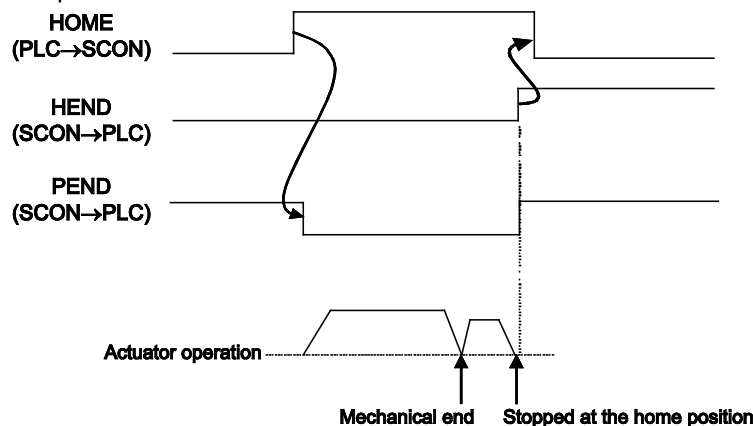 HOME
(PLC→SCON)
HEND
(SCON→PLC)
PEND
(SCON→PLC)
Actuator operation
Mechanical end
Stopped at the home position